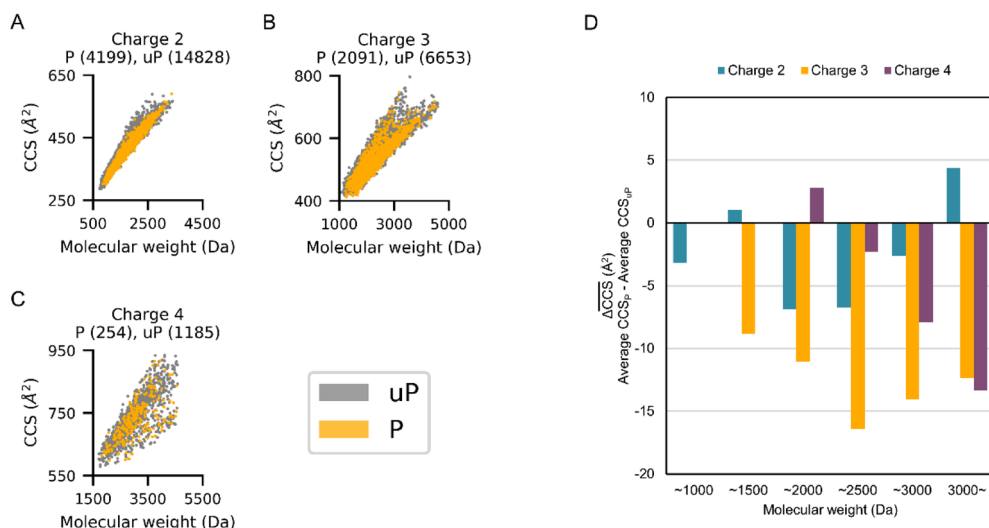 A
Charge 2
P (4199), uP (14828)
650
450
250
CCS (Å²)
500
2500
4500
Molecular weight (Da)
B
Charge 3
P (2091), uP (6653)
800
600
400
CCS (Å²)
1000
3000
5000
Molecular weight (Da)
C
Charge 4
P (254), uP (1185)
950
750
550
CCS (Å²)
1500
3500
5500
Molecular weight (Da)
uP
P
D
Charge 2
Charge 3
Charge 4
10
5
0
-5
-10
-15
-20
ΔCCS (Å²)
Average CCSP - Average CCSuP
~1000
~1500
~2000
~2500
~3000
3000~
Molecular weight (Da)